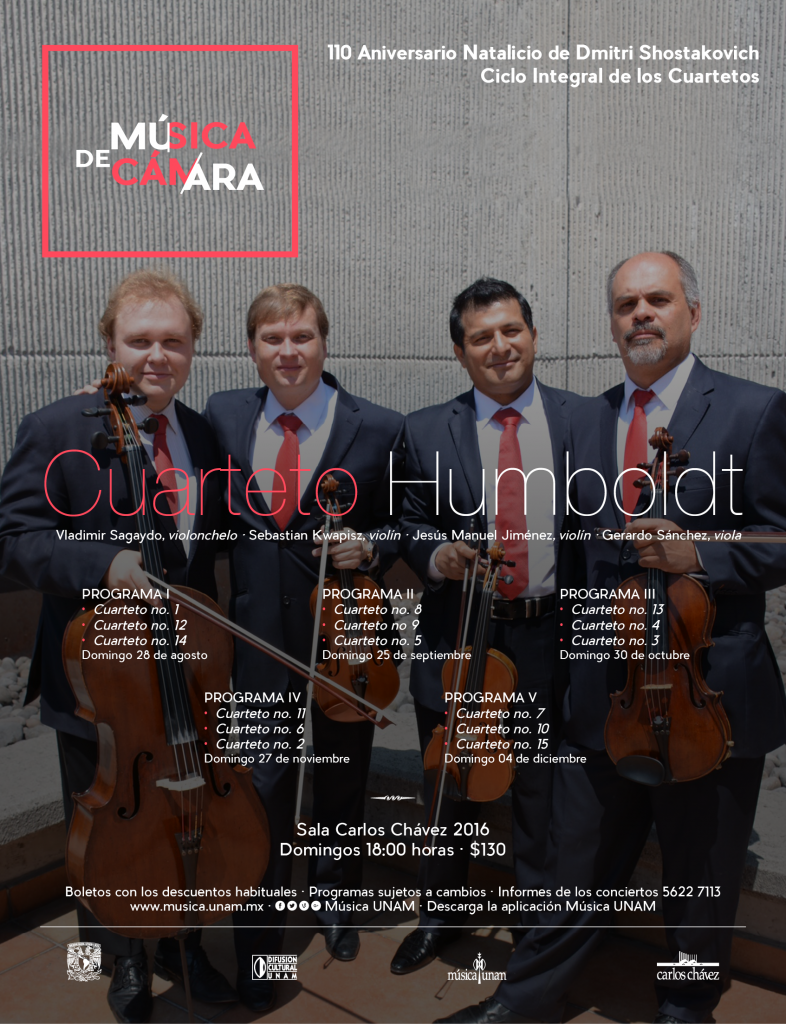 110 Aniversario Natalicio de Dmitri Shostakovich
Ciclo Integral de los Cuartetos
DE MÚSICA
CÁMARA
Cuarteto Humboldt
Vladimir Sagaydo, violonchelo · Sebastian Kwapisz, violín · Jesús Manuel Jiménez, violín · Gerardo Sánchez, viola
PROGRAMA I
• Cuarteto no. 1
• Cuarteto no. 12
• Cuarteto no. 14
Domingo 28 de agosto
PROGRAMA II
• Cuarteto no. 8
• Cuarteto no 9
• Cuarteto no. 5
Domingo 25 de septiembre
PROGRAMA III
• Cuarteto no. 13
• Cuarteto no. 4
• Cuarteto no. 3
Domingo 30 de octubre
PROGRAMA IV
• Cuarteto no. 11
• Cuarteto no. 6
• Cuarteto no. 2
Domingo 27 de noviembre
PROGRAMA V
• Cuarteto no. 7
• Cuarteto no. 10
• Cuarteto no. 15
Domingo 04 de diciembre
Sala Carlos Chávez 2016
Domingos 18:00 horas · $130
Boletos con los descuentos habituales · Programas sujetos a cambios · Informes de los conciertos 5622 7113
www.musica.unam.mx · Música UNAM · Descarga la aplicación Música UNAM
DIFUSION
CULTURAL
UNAM
música unam
carlos chávez